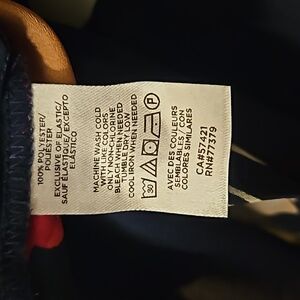 100% POLYESTER/
POLIÉSTER
EXCLUSIVE OF ELASTIC/
SAUF ÉLASTIQUE/ EXCEPTO
ELÁSTICO
MACHINE WASH COLD
WITH LIKE COLORS
ONLY NON-CHLORINE
BLEACH WHEN NEEDED
TUMBLE DRY LOW
COOL IRON WHEN NEEDED
30
P
AVEC DES COULEURS
SEMBLABLES / CON
COLORES SIMILARES
CA#57421
RN#77379